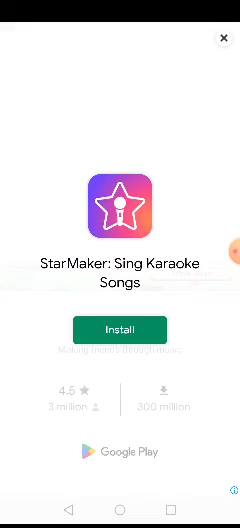 StarMaker: Sing Karaoke
Songs
Install
Making friends through music
4.5 ★
3 million
300 million
Google Play